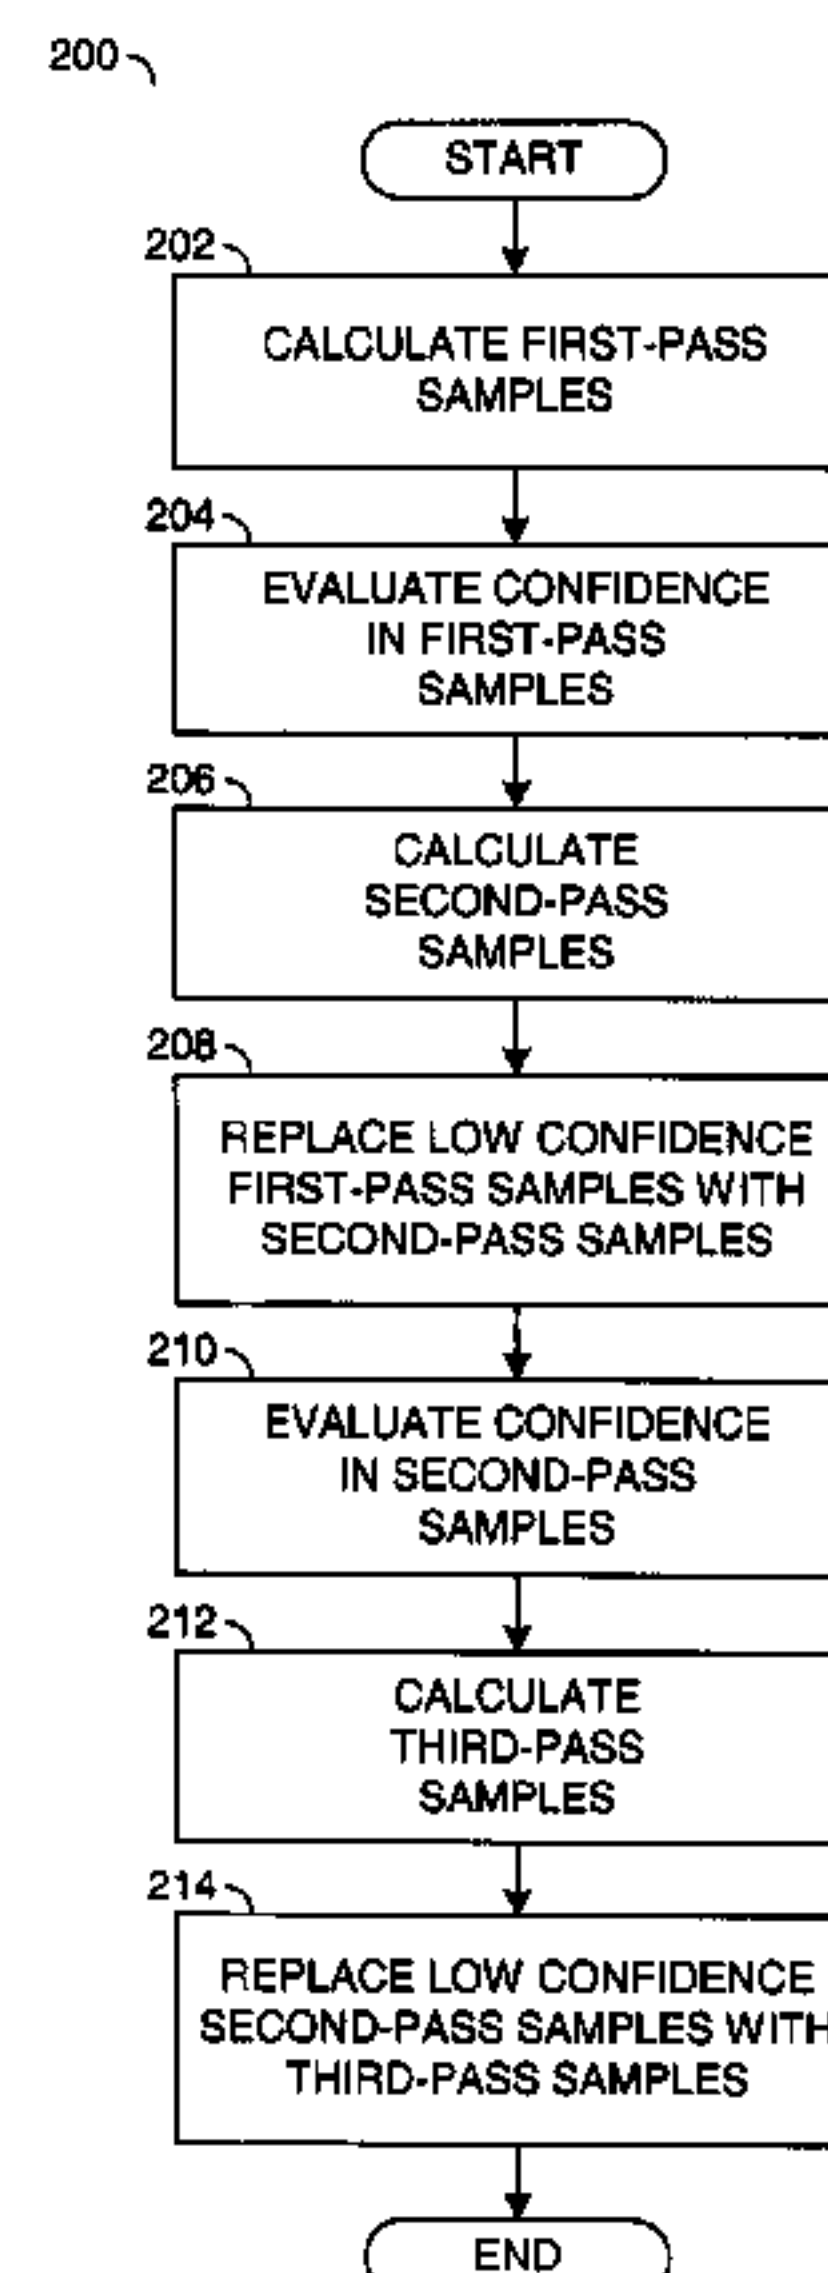 200
START
202
CALCULATE FIRST-PASS
SAMPLES
204
EVALUATE CONFIDENCE
IN FIRST-PASS
SAMPLES
206
CALCULATE
SECOND-PASS
SAMPLES
208
REPLACE LOW CONFIDENCE
FIRST-PASS SAMPLES WITH
SECOND-PASS SAMPLES
210
EVALUATE CONFIDENCE
IN SECOND-PASS
SAMPLES
212
CALCULATE
THIRD-PASS
SAMPLES
214
REPLACE LOW CONFIDENCE
SECOND-PASS SAMPLES WITH
THIRD-PASS SAMPLES
END